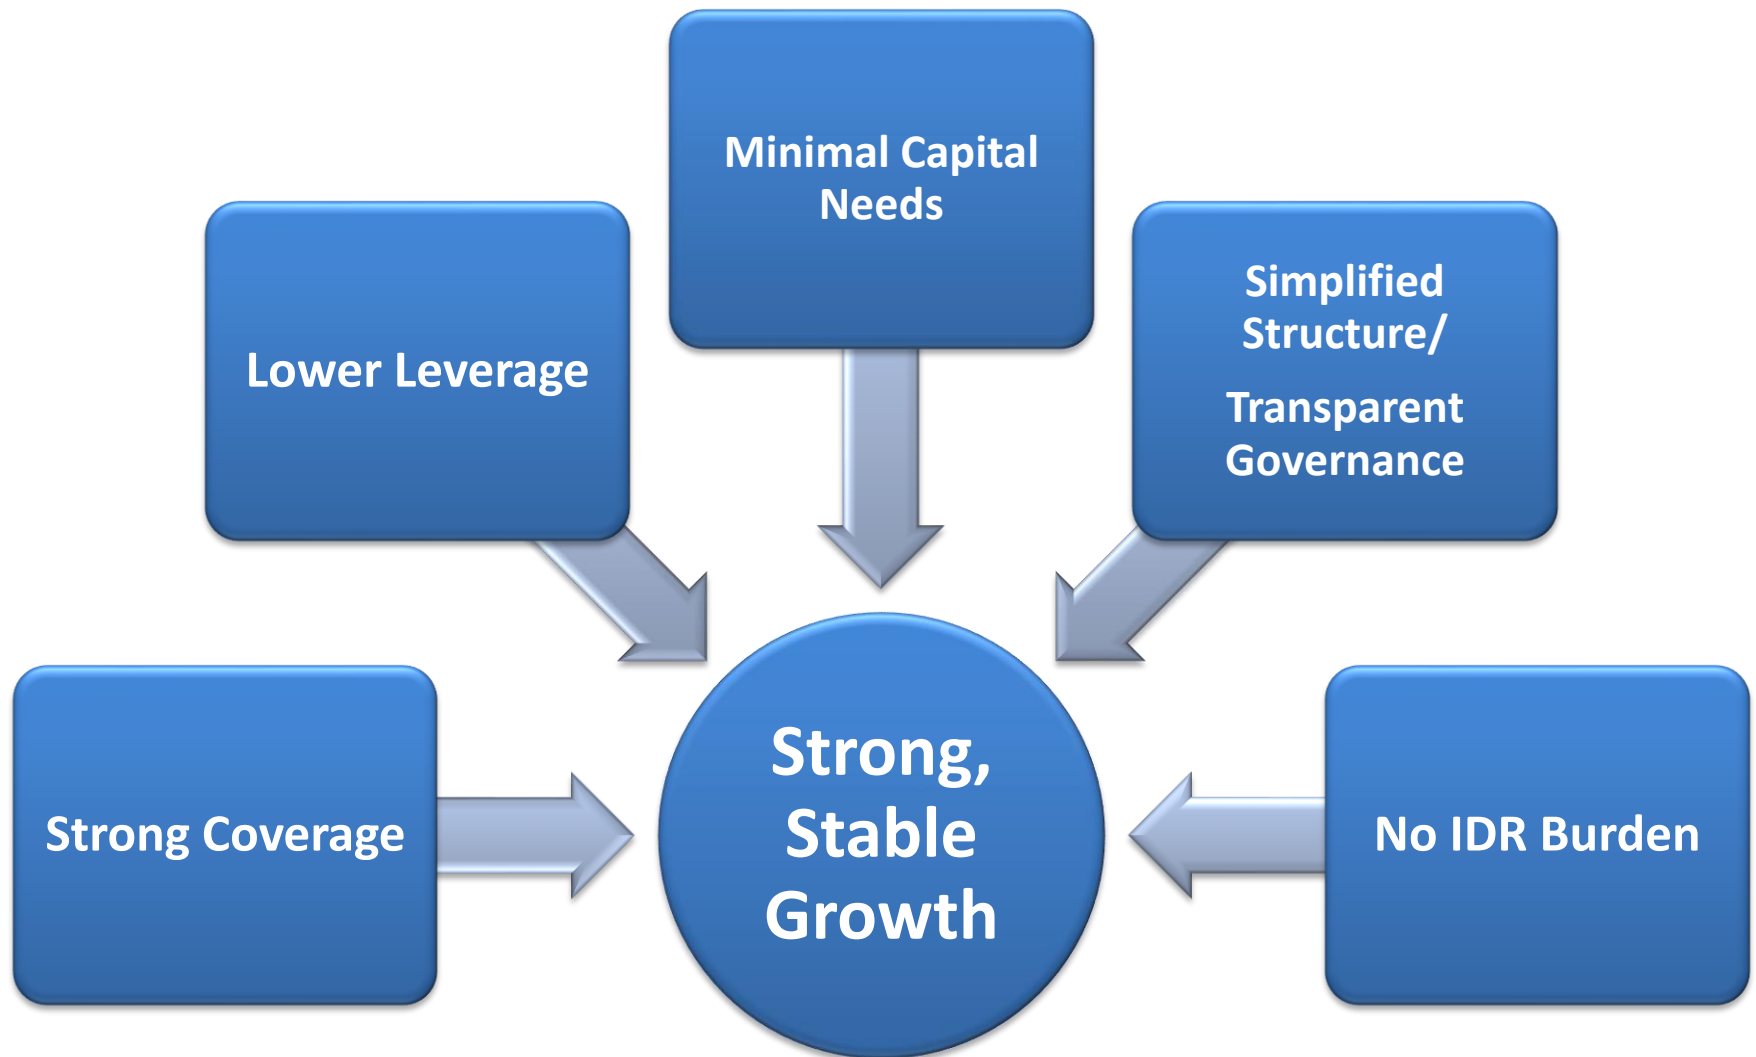 Minimal Capital
Needs
Lower Leverage
Simplified
Structure/
Transparent
Governance
Strong Coverage
Strong,
Stable
Growth
No IDR Burden